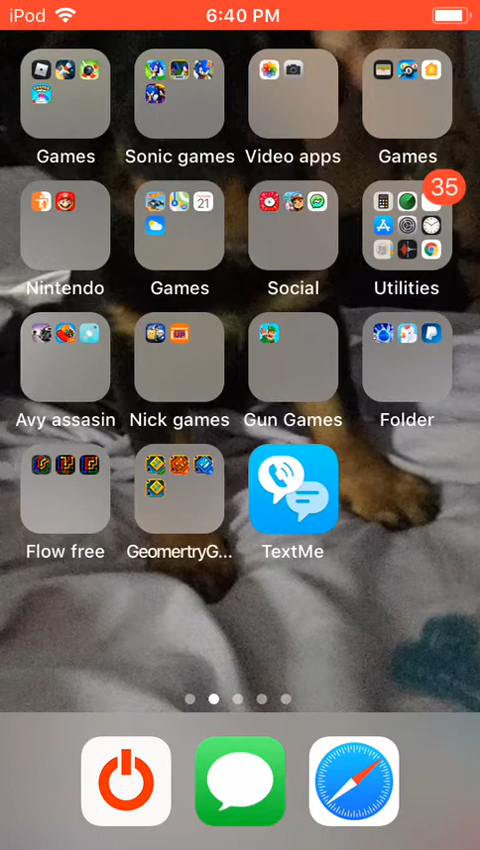 iPod 6:40 PM
Games Sonic games Video apps Games
35
21
Nintendo Games Social Utilities
Avy assasin Nick games Gun Games Folder
Flow free GeomertryG... TextMe